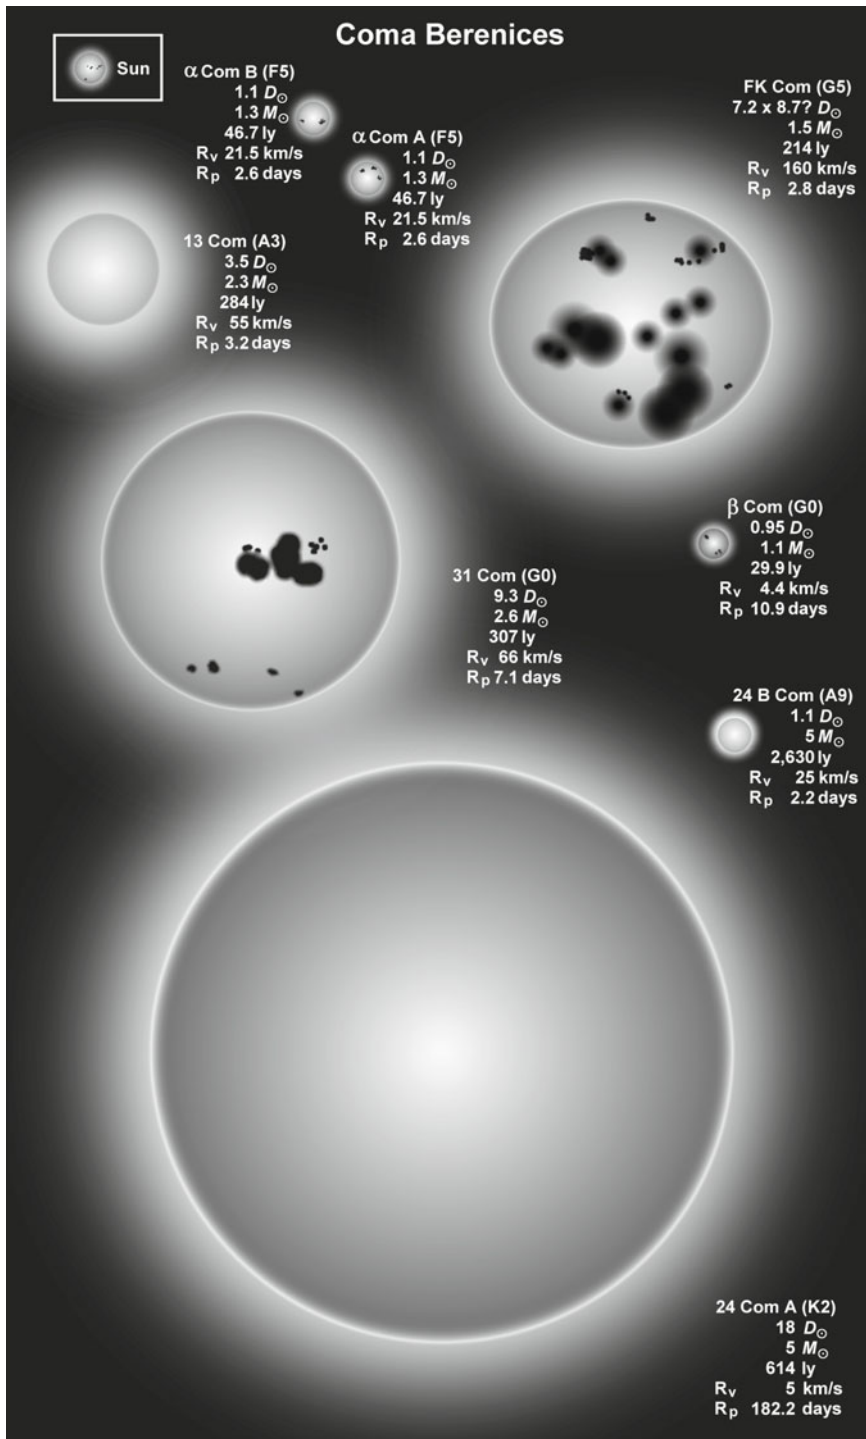 Coma Berenices
Sun
α Com B (F5)
1.1 D☉
1.3 M☉
46.7 ly
Rv 21.5 km/s
Rp 2.6 days
α Com A (F5)
1.1 D☉
1.3 M☉
46.7 ly
Rv 21.5 km/s
Rp 2.6 days
FK Com (G5)
7.2 x 8.7? D☉
1.5 M☉
214 ly
Rv 160 km/s
Rp 2.8 days
13 Com (A3)
3.5 D☉
2.3 M☉
284 ly
Rv 55 km/s
Rp 3.2 days
β Com (G0)
0.95 D☉
1.1 M☉
29.9 ly
Rv 4.4 km/s
Rp 10.9 days
31 Com (G0)
9.3 D☉
2.6 M☉
307 ly
Rv 66 km/s
Rp 7.1 days
24 B Com (A9)
1.1 D☉
5 M☉
2,630 ly
Rv 25 km/s
Rp 2.2 days
24 Com A (K2)
18 D☉
5 M☉
614 ly
Rv 5 km/s
Rp 182.2 days